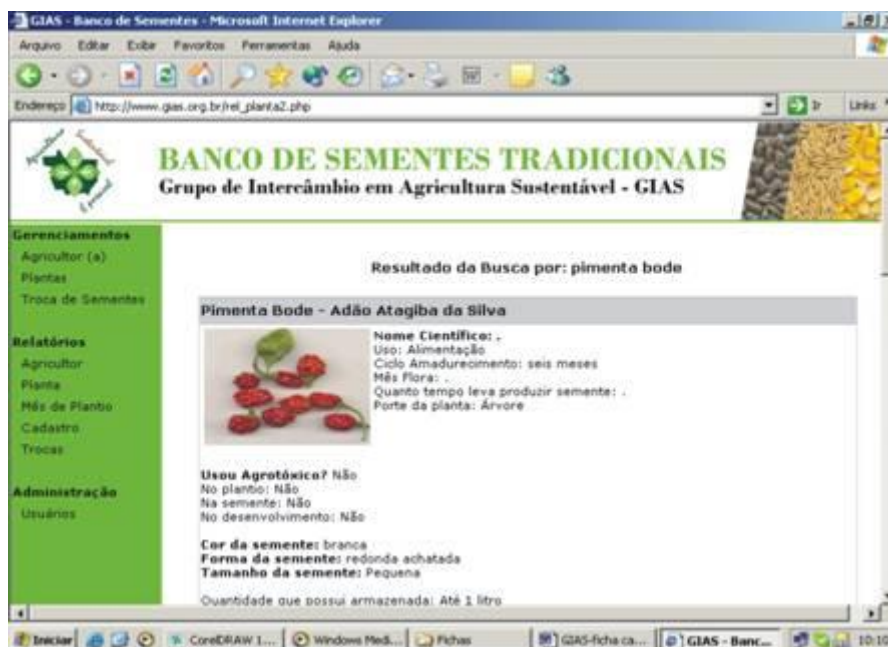 GIAS - Banco de Sementes - Microsoft Internet Explorer
Arquivo Editar Exibir Favoritos Ferramentas Ajuda
Endereço http://www.gias.org.br/rel_planta2.php Ir Links
BANCO DE SEMENTES TRADICIONAIS
Grupo de Intercâmbio em Agricultura Sustentável - GIAS
Gerenciamentos
Agricultor (a)
Plantas
Troca de Sementes
Relatórios
Agricultor
Planta
Mês de Plantio
Cadastro
Trocas
Administração
Usuários
Resultado da Busca por: pimenta bode
Pimenta Bode - Adão Atagiba da Silva
Nome Científico: .
Uso: Alimentação
Ciclo Amadurecimento: seis meses
Mês Flora: .
Quanto tempo leva produzir semente: .
Porte da planta: Árvore
Usou Agrotóxico? Não
No plantio: Não
Na semente: Não
No desenvolvimento: Não
Cor da semente: branca
Forma da semente: redonda achatada
Tamanho da semente: Pequena
Quantidade que possui armazenada: Até 1 litro
Iniciar CorelDRAW 1... Windows Medi... Fichas GIAS-ficha ca... GIAS - Banc... 10:10